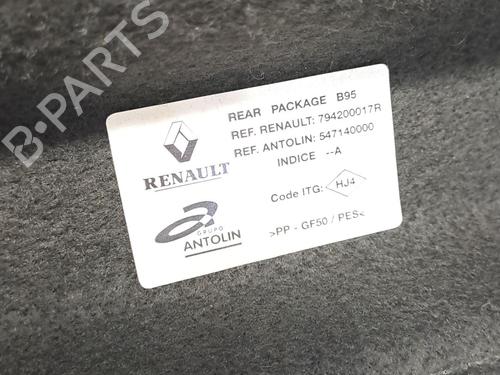 B-PARTS
REAR PACKAGE B95
REF. RENAULT: 794200017R
REF. ANTOLIN: 547140000
INDICE --A
RENAULT
Code ITG: HJ4
GRUPO
ANTOLIN
>PP - GF50 / PES<